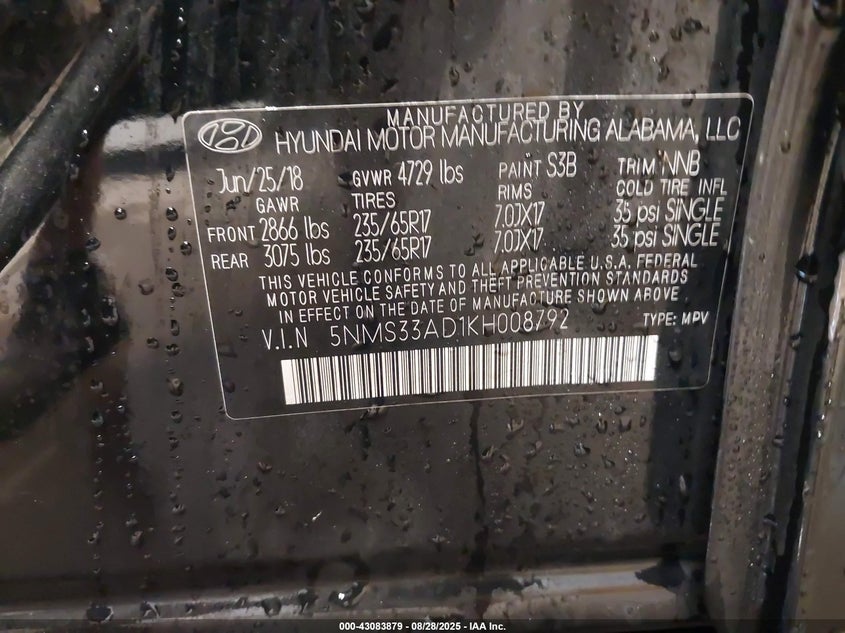 MANUFACTURED BY
HYUNDAI MOTOR MANUFACTURING ALABAMA, LLC
Jun/25/18 GVWR 4729 lbs PAINT S3B TRIM NNB
GAWR TIRES RIMS COLD TIRE INFL
FRONT 2866 lbs 235/65R17 7.0JX17 35 psi SINGLE
REAR 3075 lbs 235/65R17 7.0JX17 35 psi SINGLE
THIS VEHICLE CONFORMS TO ALL APPLICABLE U.S.A. FEDERAL
MOTOR VEHICLE SAFETY AND THEFT PREVENTION STANDARDS
IN EFFECT ON THE DATE OF MANUFACTURE SHOWN ABOVE
V.I.N 5NMS33AD1KH008792 TYPE: MPV
000-43083879 - 08/28/2025 - IAA Inc.